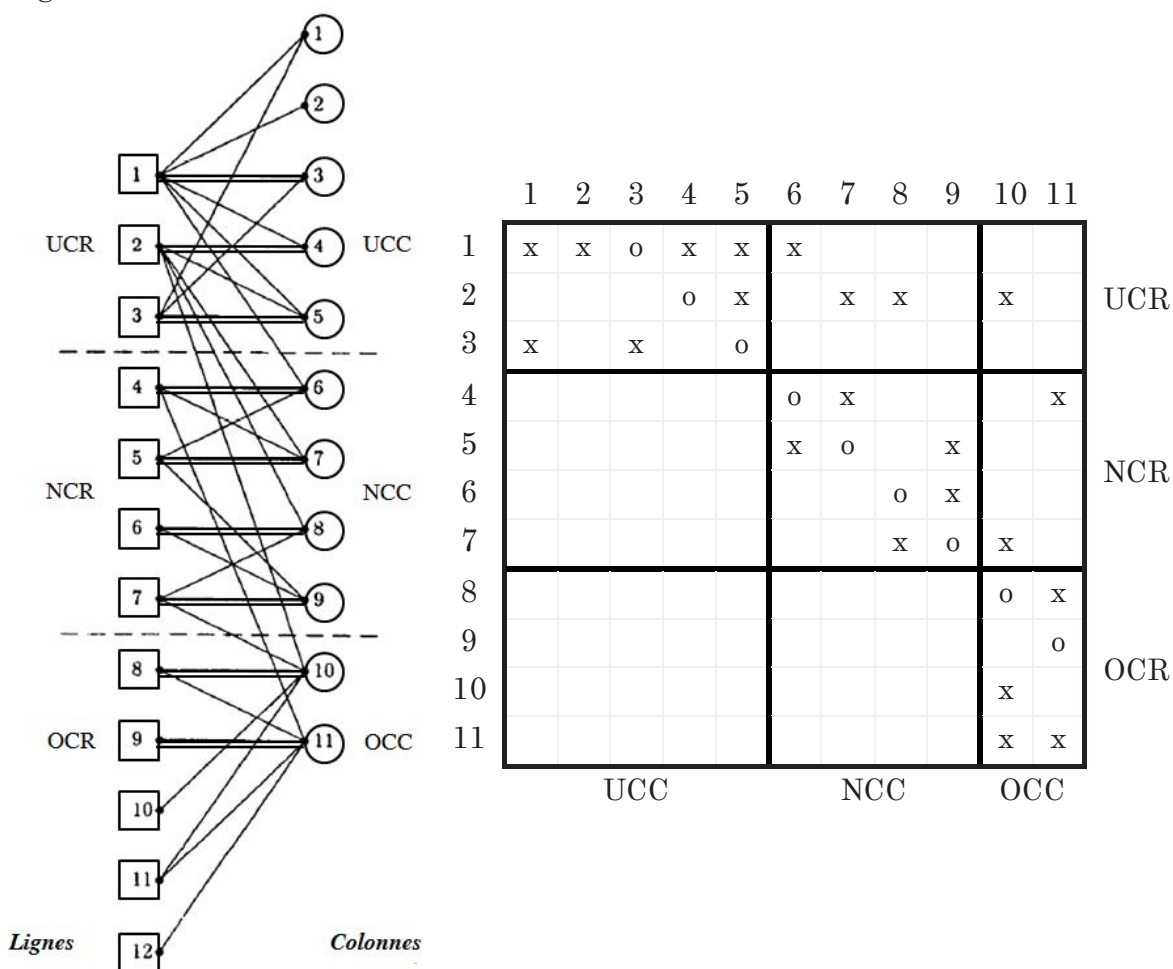 1
2
1 3
UCR 2 4 UCC
3 5
4 6
5 7
NCR NCC
6 8
7 9
8 10
OCR 9 11 OCC
10
11
Lignes 12 Colonnes
1 2 3 4 5 6 7 8 9 10 11
1 x x o x x x
2 o x x x x UCR
3 x x o
4 o x x
5 x o x
NCR
6 o x
7 x o x
8 o x
9 o
OCR
10 x
11 x x
UCC NCC OCC